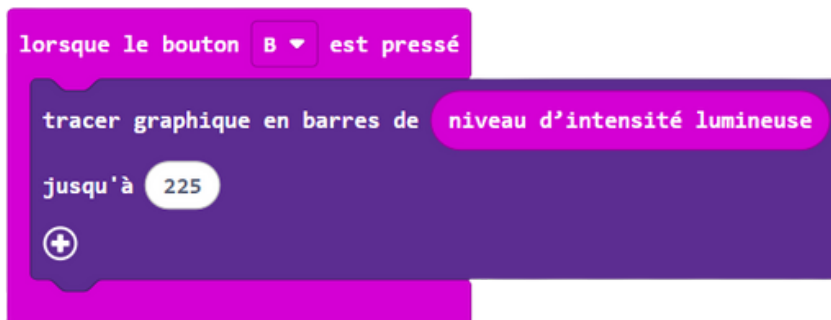 lorsque le bouton B est pressé
tracer graphique en barres de niveau d’intensité lumineuse
jusqu'à 225